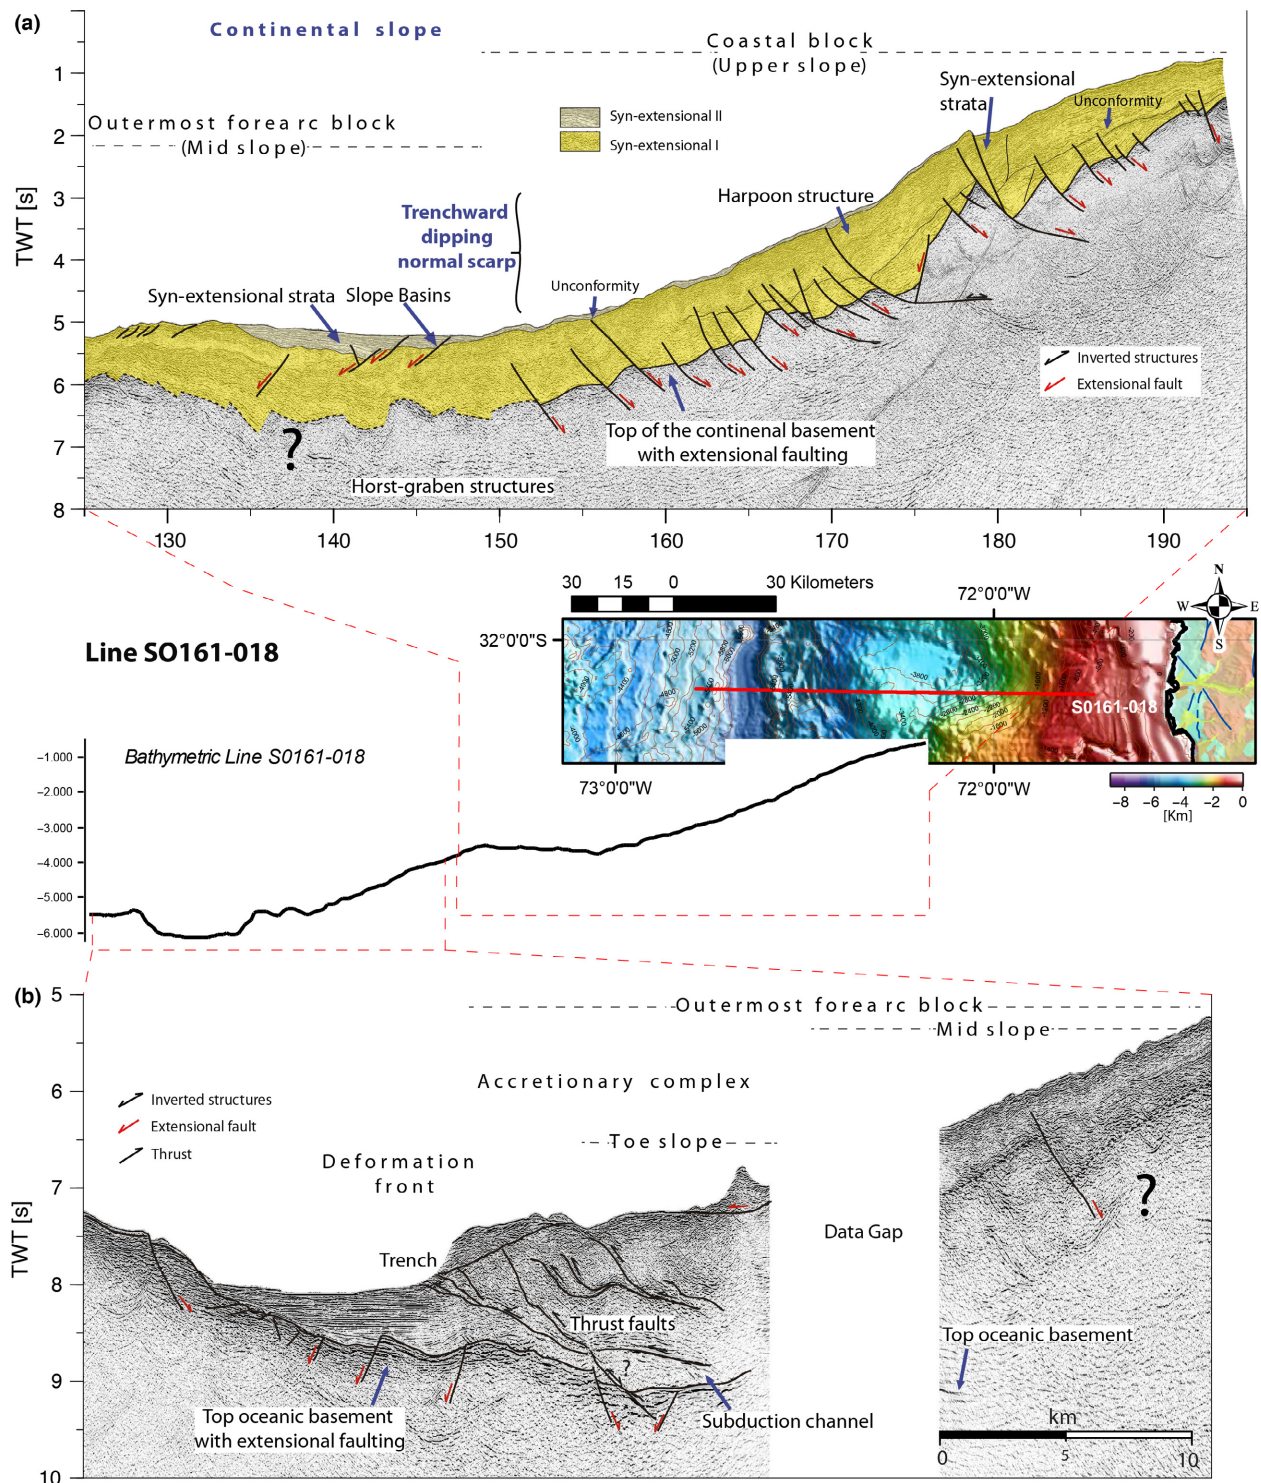 (a)
Continental slope
Coastal block
(Upper slope)
Syn-extensional
strata
Unconformity
Outermost forearc block
(Mid slope)
Syn-extensional II
Syn-extensional I
Harpoon structure
Trenchward
dipping
normal scarp
Unconformity
Syn-extensional strata
Slope Basins
Inverted structures
Extensional fault
Top of the continenal basement
with extensional faulting
?
Horst-graben structures
TWT [s]
1
2
3
4
5
6
7
8
130
140
150
160
170
180
190
30 15 0 30 Kilometers
72°0'0"W
N
W E
S
32°0'0"S
Line SO161-018
S0161-018
73°0'0"W
72°0'0"W
−8 −6 −4 −2 0
[Km]
Bathymetric Line S0161-018
−1.000
−2.000
−3.000
−4.000
−5.000
−6.000
(b)
Outermost forearc block
Mid slope
Accretionary complex
Toe slope
Inverted structures
Extensional fault
Thrust
Deformation
front
Trench
Data Gap
?
Thrust faults
?
Top oceanic basement
Top oceanic basement
with extensional faulting
Subduction channel
km
0 5 10
TWT [s]
5
6
7
8
9
10